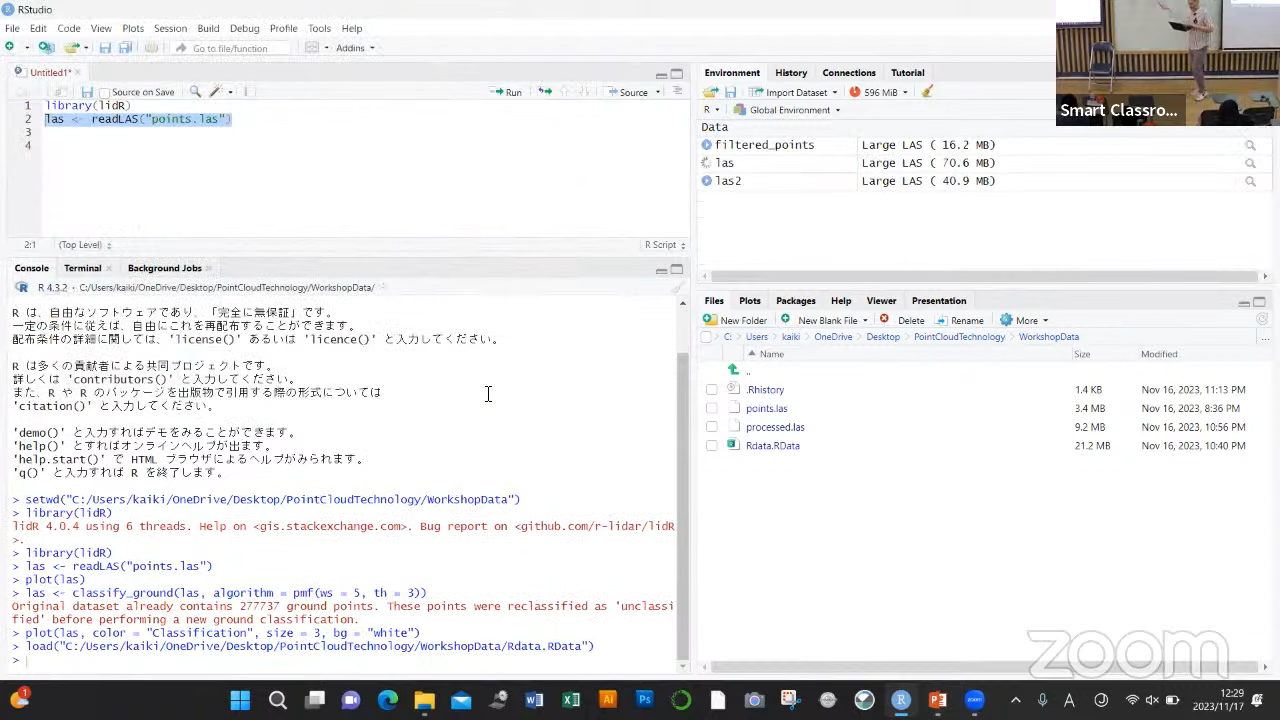 RStudio
File Edit Code View Plots Session Build Debug Profile Tools Help
Go to file/function
Addins
Untitled1*
Source on Save
Run
Source
1 library(lidR)
2 las <- readLAS("points.las")
3
4
2:1 (Top Level)
R Script
Console Terminal Background Jobs
R 4.3.2 · C:/Users/kaiki/OneDrive/Desktop/PointCloudTechnology/WorkshopData/
R は、自由なソフトウェアであり、「完全に無保証」です。
一定の条件に従えば、自由にこれを再配布することができます。
配布条件の詳細に関しては、'license()' あるいは 'licence()' と入力してください。
R は多くの貢献者による共同プロジェクトです。
詳しくは 'contributors()' と入力してください。
また、R や R のパッケージを出版物で引用する際の形式については
'citation()' と入力してください。
'demo()' と入力すればデモをみることができます。
'help()' とすればオンラインヘルプが出ます。
'help.start()' で HTML ブラウザによるヘルプがみられます。
'q()' と入力すれば R を終了します。
> setwd("C:/Users/kaiki/OneDrive/Desktop/PointCloudTechnology/WorkshopData")
> library(lidR)
lidR 4.0.4 using 6 threads. Help on <gis.stackexchange.com>. Bug report on <github.com/r-lidar/lidR
>.
> library(lidR)
> las <- readLAS("points.las")
> plot(las)
> las <- classify_ground(las, algorithm = pmf(ws = 5, th = 3))
Original dataset already contains 277737 ground points. These points were reclassified as 'unclassi
fied' before performing a new ground classification.
> plot(las, color = "Classification", size = 3, bg = "white")
> load("C:/Users/kaiki/OneDrive/Desktop/PointCloudTechnology/WorkshopData/Rdata.RData")
>
Environment History Connections Tutorial
Import Dataset 596 MiB
R Global Environment
Data
filtered_points Large LAS ( 16.2 MB)
las Large LAS ( 70.6 MB)
las2 Large LAS ( 40.9 MB)
Files Plots Packages Help Viewer Presentation
New Folder New Blank File Delete Rename More
C: Users kaiki OneDrive Desktop PointCloudTechnology WorkshopData ...
Name Size Modified
..
.Rhistory 1.4 KB Nov 16, 2023, 11:13 PM
points.las 3.4 MB Nov 16, 2023, 8:36 PM
processed.las 9.2 MB Nov 16, 2023, 10:56 PM
Rdata.RData 21.2 MB Nov 16, 2023, 10:40 PM
Smart Classro...
zoom
1
A
12:29
2023/11/17